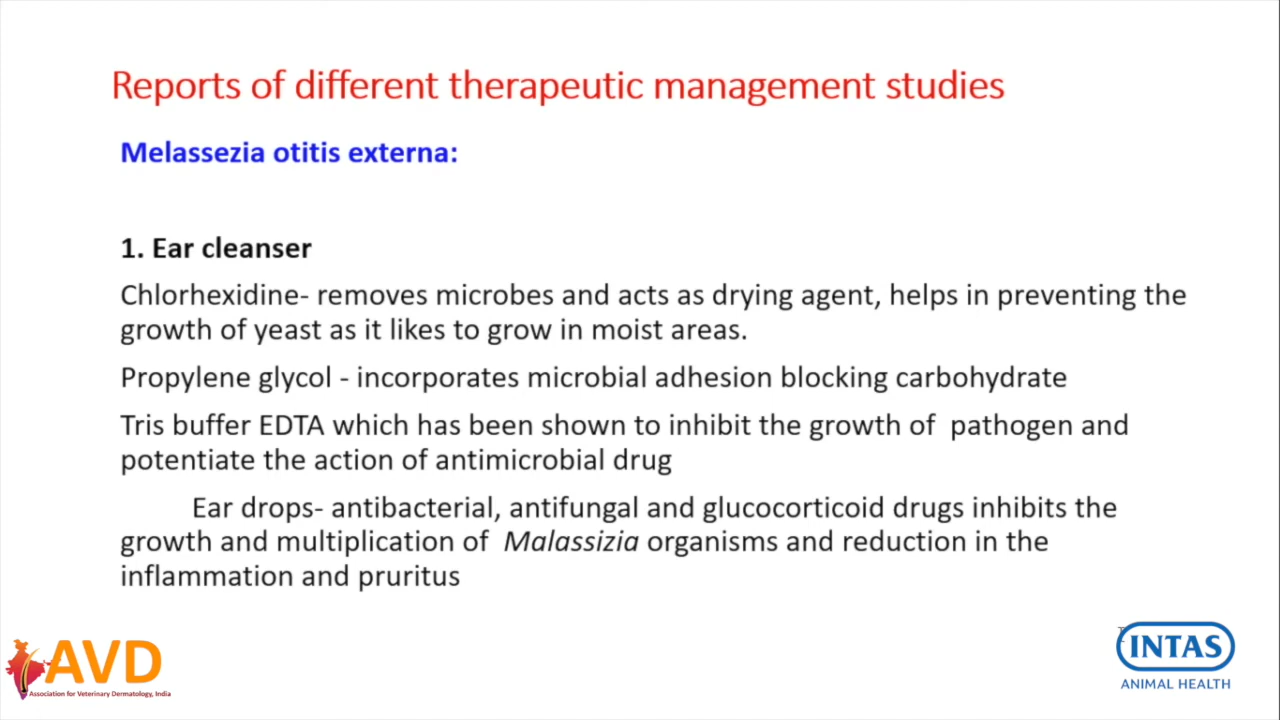 Reports of different therapeutic management studies
Melassezia otitis externa:
1. Ear cleanser
Chlorhexidine- removes microbes and acts as drying agent, helps in preventing the
growth of yeast as it likes to grow in moist areas.
Propylene glycol - incorporates microbial adhesion blocking carbohydrate
Tris buffer EDTA which has been shown to inhibit the growth of pathogen and
potentiate the action of antimicrobial drug
Ear drops- antibacterial, antifungal and glucocorticoid drugs inhibits the
growth and multiplication of Malassizia organisms and reduction in the
inflammation and pruritus
AVD
Association for Veterinary Dermatology, India
INTAS
ANIMAL HEALTH